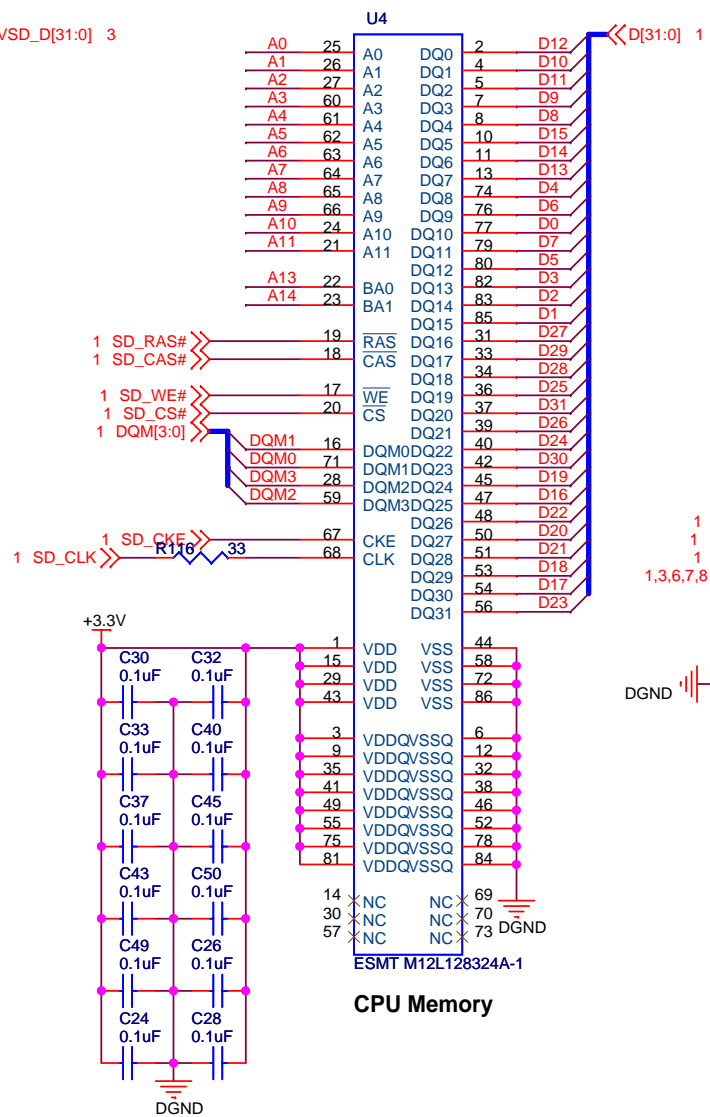 U4
VSD_D[31:0] 3
D[31:0] 1
A0 25 A0 DQ0 2 D12
A1 26 A1 DQ1 4 D10
A2 27 A2 DQ2 5 D11
A3 60 A3 DQ3 7 D9
A4 61 A4 DQ4 8 D8
A5 62 A5 DQ5 10 D15
A6 63 A6 DQ6 11 D14
A7 64 A7 DQ7 13 D13
A8 65 A8 DQ8 74 D4
A9 66 A9 DQ9 76 D6
A10 24 A10 DQ10 77 D0
A11 21 A11 DQ11 79 D7
DQ12 80 D5
A13 22 BA0 DQ13 82 D3
A14 23 BA1 DQ14 83 D2
DQ15 85 D1
1 SD_RAS# 19 RAS DQ16 31 D27
1 SD_CAS# 18 CAS DQ17 33 D29
DQ18 34 D28
1 SD_WE# 17 WE DQ19 36 D25
1 SD_CS# 20 CS DQ20 37 D31
1 DQM[3:0] DQ21 39 D26
DQM1 16 DQM0 DQ22 40 D24
DQM0 71 DQM1 DQ23 42 D30
DQM3 28 DQM2 DQ24 45 D19
DQM2 59 DQM3 DQ25 47 D16
DQ26 48 D22
1 SD_CKE 67 CKE DQ27 50 D20
1 SD_CLK R116 33 68 CLK DQ28 51 D21
DQ29 53 D18
DQ30 54 D17
DQ31 56 D23
1
1
1
1,3,6,7,8
+3.3V
1 VDD VSS 44
15 VDD VSS 58
29 VDD VSS 72
43 VDD VSS 86
3 VDDQ VSSQ 6
9 VDDQ VSSQ 12
35 VDDQ VSSQ 32
41 VDDQ VSSQ 38
49 VDDQ VSSQ 46
55 VDDQ VSSQ 52
75 VDDQ VSSQ 78
81 VDDQ VSSQ 84
14 NC NC 69
30 NC NC 70
57 NC NC 73
DGND
DGND
C30 C32
0.1uF 0.1uF
C33 C40
0.1uF 0.1uF
C37 C45
0.1uF 0.1uF
C43 C50
0.1uF 0.1uF
C49 C26
0.1uF 0.1uF
C24 C28
0.1uF 0.1uF
DGND
ESMT M12L128324A-1
CPU Memory